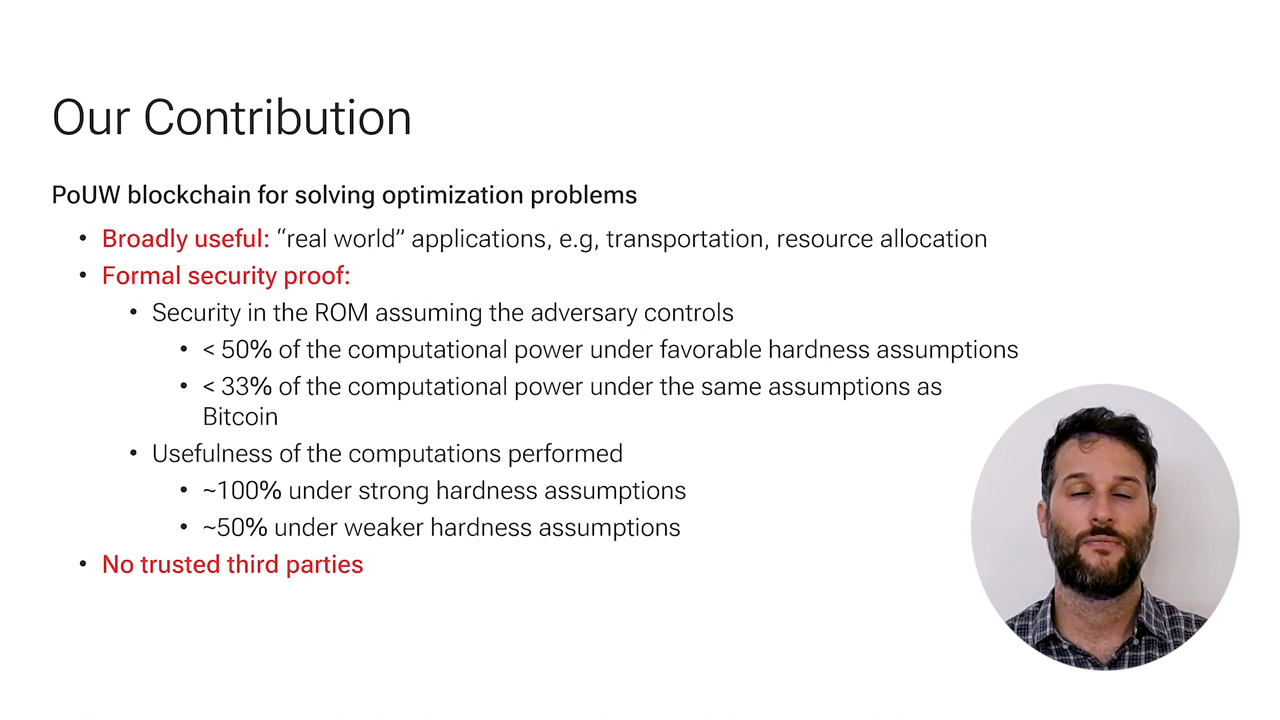 Our Contribution
PoUW blockchain for solving optimization problems
• Broadly useful: “real world” applications, e.g, transportation, resource allocation
• Formal security proof:
• Security in the ROM assuming the adversary controls
• < 50% of the computational power under favorable hardness assumptions
• < 33% of the computational power under the same assumptions as
Bitcoin
• Usefulness of the computations performed
• ~100% under strong hardness assumptions
• ~50% under weaker hardness assumptions
• No trusted third parties